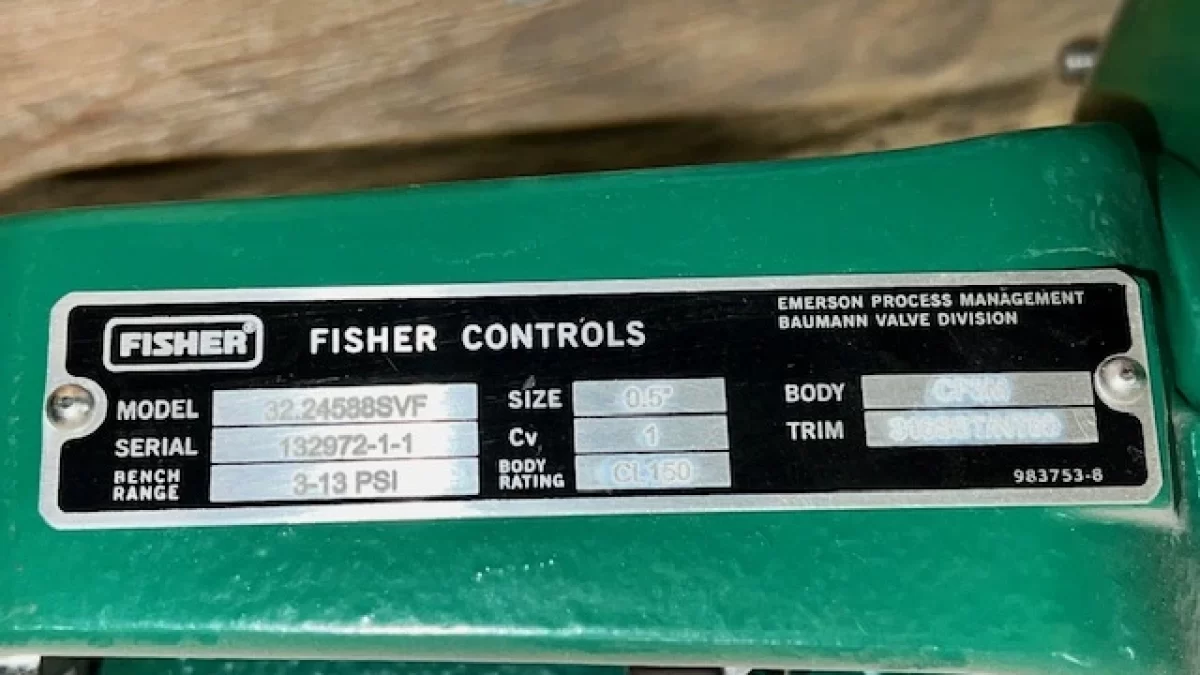 FISHER® FISHER CONTROLS
EMERSON PROCESS MANAGEMENT
BAUMANN VALVE DIVISION
MODEL 32.24588SVF
SERIAL 132972-1-1
BENCH RANGE 3-13 PSI
SIZE 0.5"
Cv 1
BODY RATING CL150
BODY
TRIM
983753-8